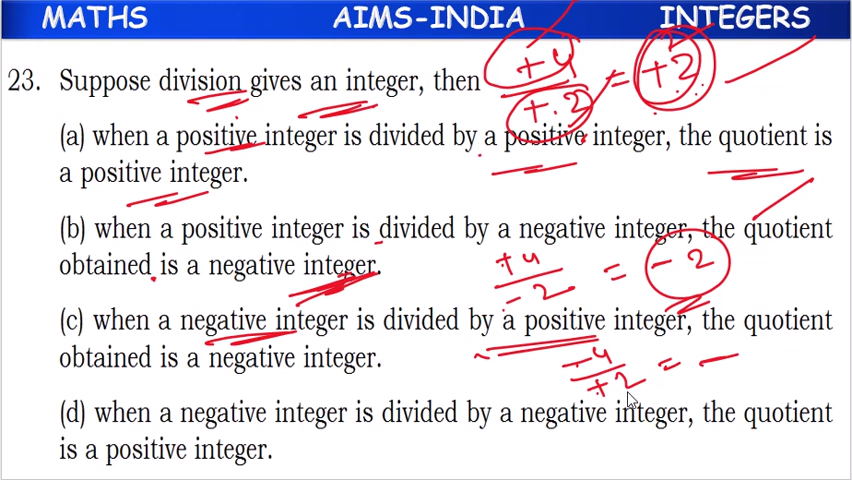 MATHS AIMS-INDIA INTEGERS
+4
23. Suppose division gives an integer, then
+2 = +2
(a) when a positive integer is divided by a positive integer, the quotient is
a positive integer.
(b) when a positive integer is divided by a negative integer, the quotient
obtained is a negative integer.
+4
-2 = -2
(c) when a negative integer is divided by a positive integer, the quotient
obtained is a negative integer.
-4
+2 = -
(d) when a negative integer is divided by a negative integer, the quotient
is a positive integer.